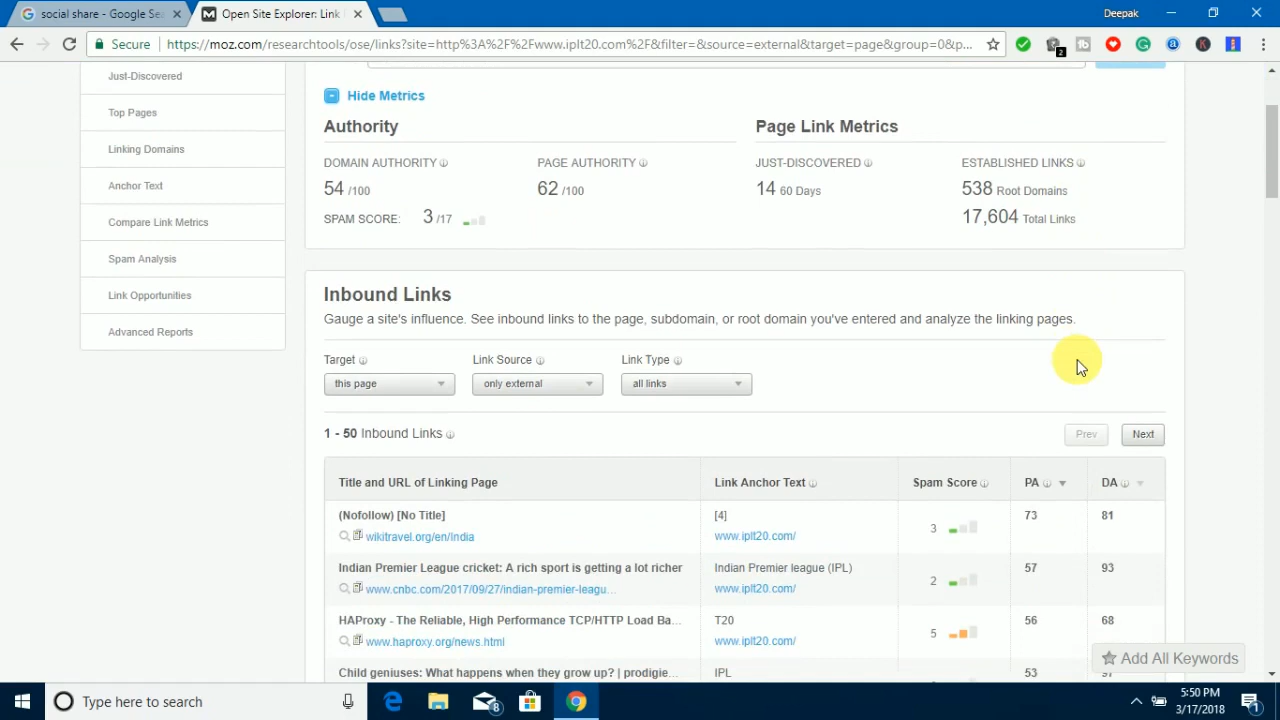 social share - Google Sea
Open Site Explorer: Link
Deepak
Secure
https://moz.com/researchtools/ose/links?site=http%3A%2F%2Fwww.iplt20.com%2F&filter=&source=external&target=page&group=0&p...
2
Just-Discovered
Top Pages
Linking Domains
Anchor Text
Compare Link Metrics
Spam Analysis
Link Opportunities
Advanced Reports
Hide Metrics
Authority
Page Link Metrics
DOMAIN AUTHORITY
PAGE AUTHORITY
JUST-DISCOVERED
ESTABLISHED LINKS
54 /100
62 /100
14 60 Days
538 Root Domains
SPAM SCORE: 3 /17
17,604 Total Links
Inbound Links
Gauge a site's influence. See inbound links to the page, subdomain, or root domain you've entered and analyze the linking pages.
Target
Link Source
Link Type
this page
only external
all links
1 - 50 Inbound Links
Prev
Next
Title and URL of Linking Page
Link Anchor Text
Spam Score
PA
DA
(Nofollow) [No Title]
[4]
3
73
81
wikitravel.org/en/India
www.iplt20.com/
Indian Premier League cricket: A rich sport is getting a lot richer
Indian Premier league (IPL)
2
57
93
www.cnbc.com/2017/09/27/indian-premier-leagu...
www.iplt20.com/
HAProxy - The Reliable, High Performance TCP/HTTP Load Ba...
T20
5
56
68
www.haproxy.org/news.html
www.iplt20.com/
Child geniuses: What happens when they grow up? | prodigie...
IPL
53
Add All Keywords
Type here to search
8
5:50 PM
3/17/2018
1